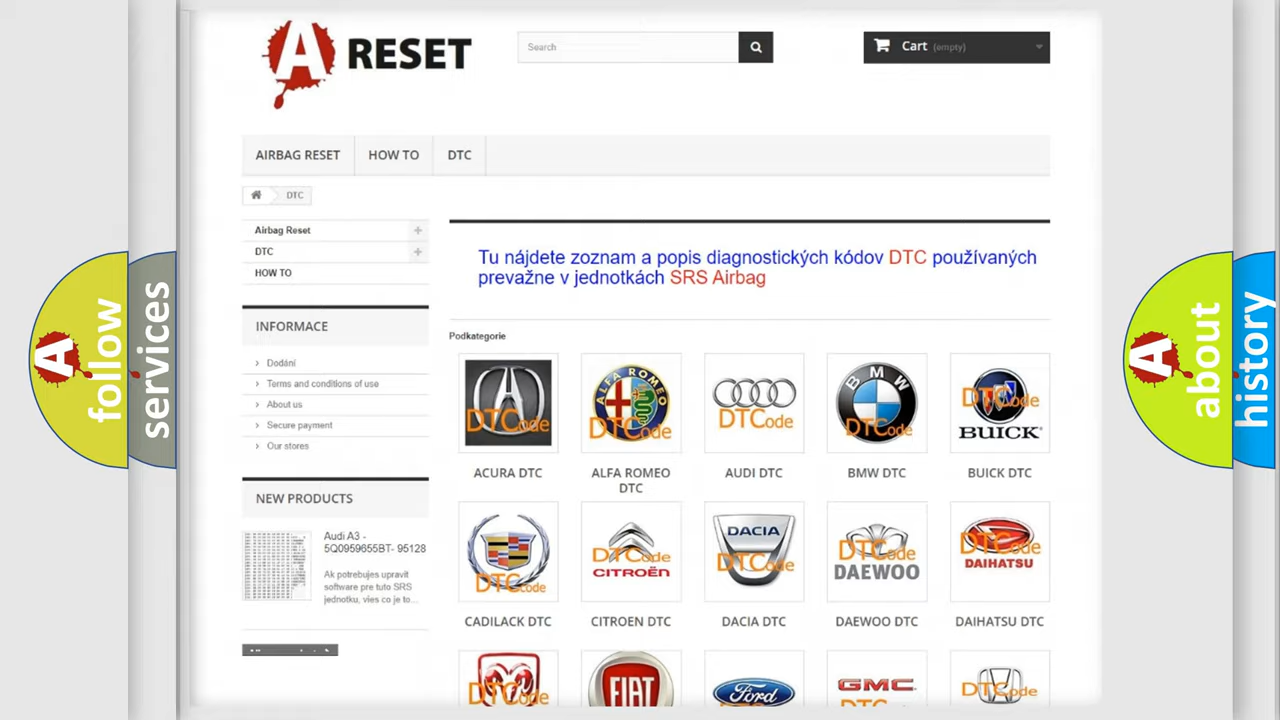 A RESET
Search
Cart (empty)
AIRBAG RESET
HOW TO
DTC
DTC
Airbag Reset
DTC
HOW TO
INFORMACE
Dodání
Terms and conditions of use
About us
Secure payment
Our stores
NEW PRODUCTS
Audi A3 -
5Q0959655BT- 95128
Ak potrebujes upravit
software pre tuto SRS
jednotku, vies co je to...
Tu nájdete zoznam a popis diagnostických kódov DTC používaných
prevažne v jednotkách SRS Airbag
Podkategorie
DTCode
ALFA ROMEO
DTCode
DTCode
BMW
DTCode
DTCode
BUICK
ACURA DTC
ALFA ROMEO
DTC
AUDI DTC
BMW DTC
BUICK DTC
DTCode
DTCode
CITROËN
DACIA
DTCode
DTCode
DAEWOO
DTCode
DAIHATSU
CADILACK DTC
CITROEN DTC
DACIA DTC
DAEWOO DTC
DAIHATSU DTC
DTCode
FIAT
Ford
GMC
DTCode
A
follow
services
A
about
history